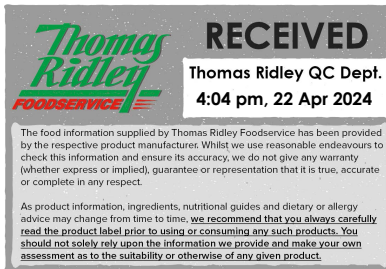 Thomas
Ridley
FOODSERVICE
RECEIVED
Thomas Ridley QC Dept.
4:04 pm, 22 Apr 2024
The food information supplied by Thomas Ridley Foodservice has been provided
by the respective product manufacturer. Whilst we use reasonable endeavours to
check this information and ensure its accuracy, we do not give any warranty
(whether express or implied), guarantee or representation that it is true, accurate
or complete in any respect.
As product information, ingredients, nutritional guides and dietary or allergy
advice may change from time to time, we recommend that you always carefully
read the product label prior to using or consuming any such products. You
should not solely rely upon the information we provide and make your own
assessment as to the suitability or otherwise of any given product.